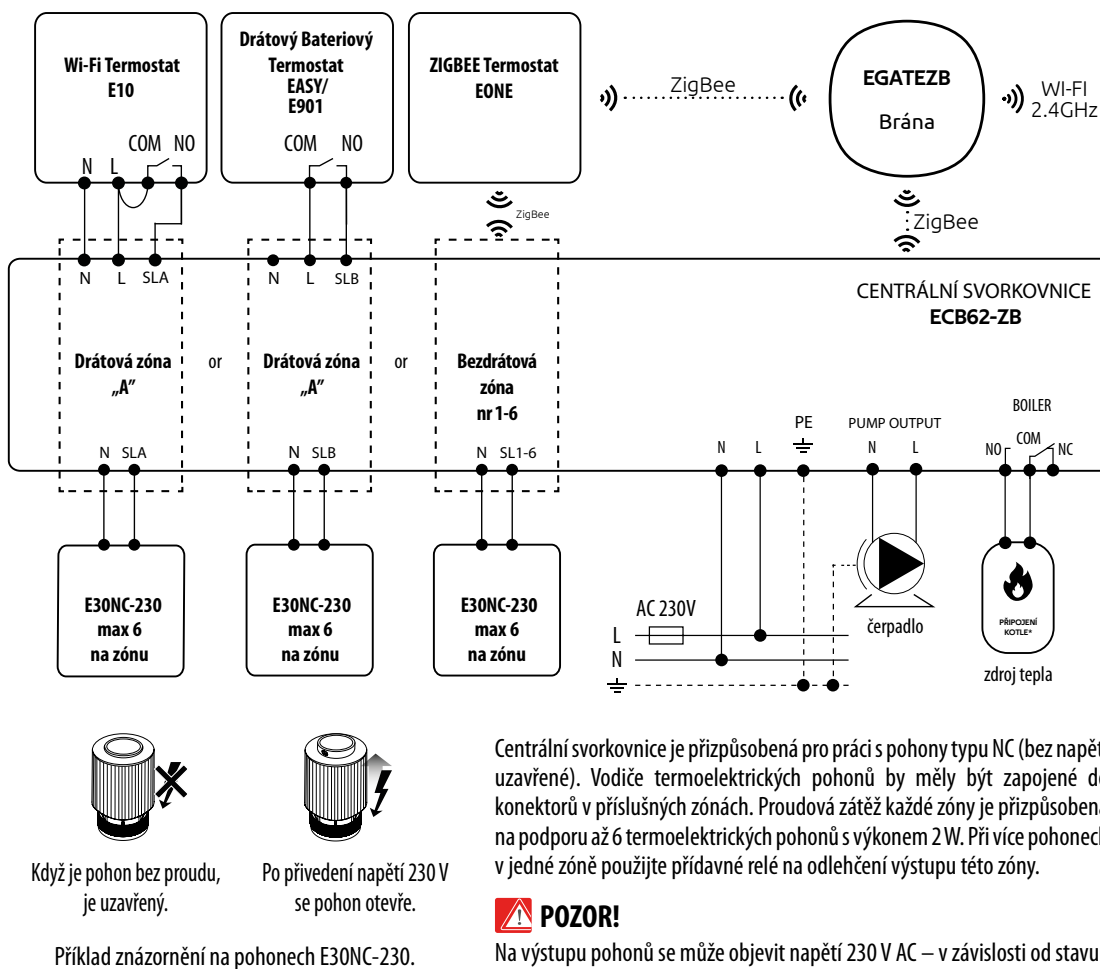 Wi-Fi Termostat
E10
COM NO
N L
Drátový Bateriový
Termostat
EASY/
E901
COM NO
ZIGBEE Termostat
EONE
ZigBee
EGATEZB
Brána
WI-FI
2.4GHz
ZigBee
ZigBee
N L SLA
N L SLB
CENTRÁLNÍ SVORKOVNICE
ECB62-ZB
Drátová zóna
„A”
or
Drátová zóna
„A”
or
Bezdrátová
zóna
nr 1-6
N SLA
N SLB
N SL1-6
N L
PE
PUMP OUTPUT
N L
BOILER
NO COM NC
E30NC-230
max 6
na zónu
E30NC-230
max 6
na zónu
E30NC-230
max 6
na zónu
AC 230V
L
N
čerpadlo
PŘIPOJENÍ
KOTLE*
zdroj tepla
Když je pohon bez proudu,
je uzavřený.
Po přivedení napětí 230 V
se pohon otevře.
Příklad znázornění na pohonech E30NC-230.
Centrální svorkovnice je přizpůsobená pro práci s pohony typu NC (bez napět
uzavřené). Vodiče termoelektrických pohonů by měly být zapojené d
konektorů v příslušných zónách. Proudová zátěž každé zóny je přizpůsobena
na podporu až 6 termoelektrických pohonů s výkonem 2 W. Při více pohonech
v jedné zóně použijte přídavné relé na odlehčení výstupu této zóny.
POZOR!
Na výstupu pohonů se může objevit napětí 230 V AC – v závislosti od stavu